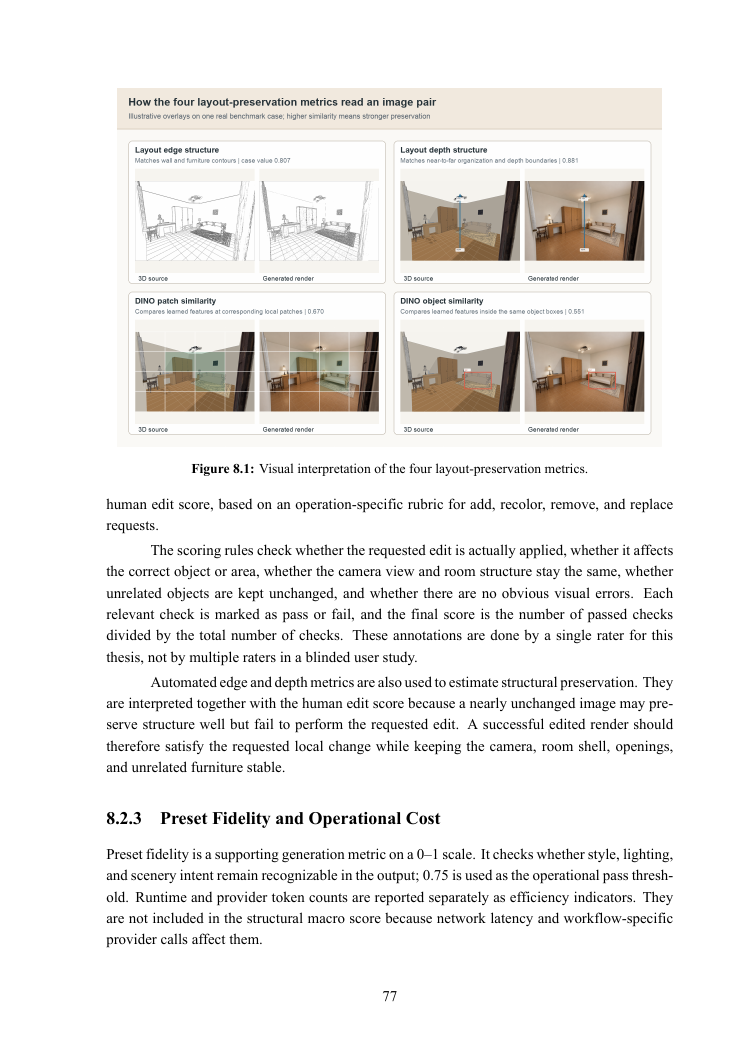 How the four layout-preservation metrics read an image pair
Illustrative overlays on one real benchmark case; higher similarity means stronger preservation
Layout edge structure
Matches wall and furniture contours | case value 0.807
3D source
Generated render
Layout depth structure
Matches near-to-far organization and depth boundaries | 0.881
3D source
Generated render
DINO patch similarity
Compares learned features at corresponding local patches | 0.670
3D source
Generated render
DINO object similarity
Compares learned features inside the same object boxes | 0.551
3D source
Generated render
Figure 8.1: Visual interpretation of the four layout-preservation metrics.
human edit score, based on an operation-specific rubric for add, recolor, remove, and replace
requests.
The scoring rules check whether the requested edit is actually applied, whether it affects
the correct object or area, whether the camera view and room structure stay the same, whether
unrelated objects are kept unchanged, and whether there are no obvious visual errors. Each
relevant check is marked as pass or fail, and the final score is the number of passed checks
divided by the total number of checks. These annotations are done by a single rater for this
thesis, not by multiple raters in a blinded user study.
Automated edge and depth metrics are also used to estimate structural preservation. They
are interpreted together with the human edit score because a nearly unchanged image may pre-
serve structure well but fail to perform the requested edit. A successful edited render should
therefore satisfy the requested local change while keeping the camera, room shell, openings,
and unrelated furniture stable.
8.2.3 Preset Fidelity and Operational Cost
Preset fidelity is a supporting generation metric on a 0–1 scale. It checks whether style, lighting,
and scenery intent remain recognizable in the output; 0.75 is used as the operational pass thresh-
old. Runtime and provider token counts are reported separately as efficiency indicators. They
are not included in the structural macro score because network latency and workflow-specific
provider calls affect them.
77